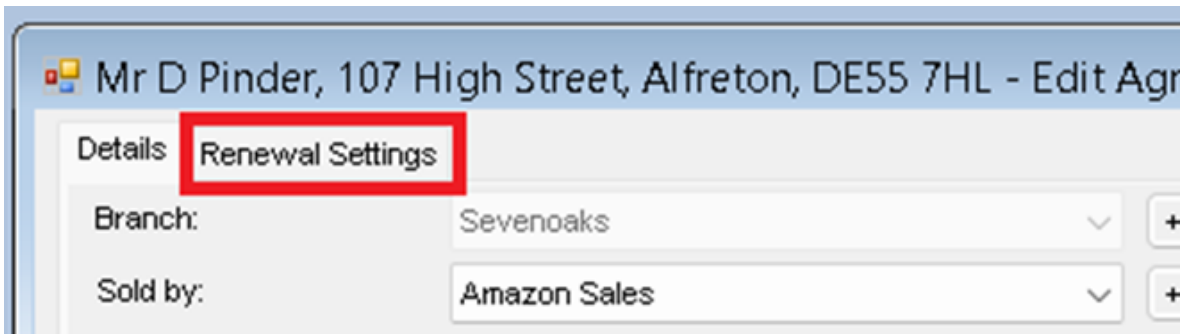 Mr D Pinder, 107 High Street, Alfreton, DE55 7HL - Edit Agr
Details Renewal Settings
Branch: Sevenoaks +
Sold by: Amazon Sales +